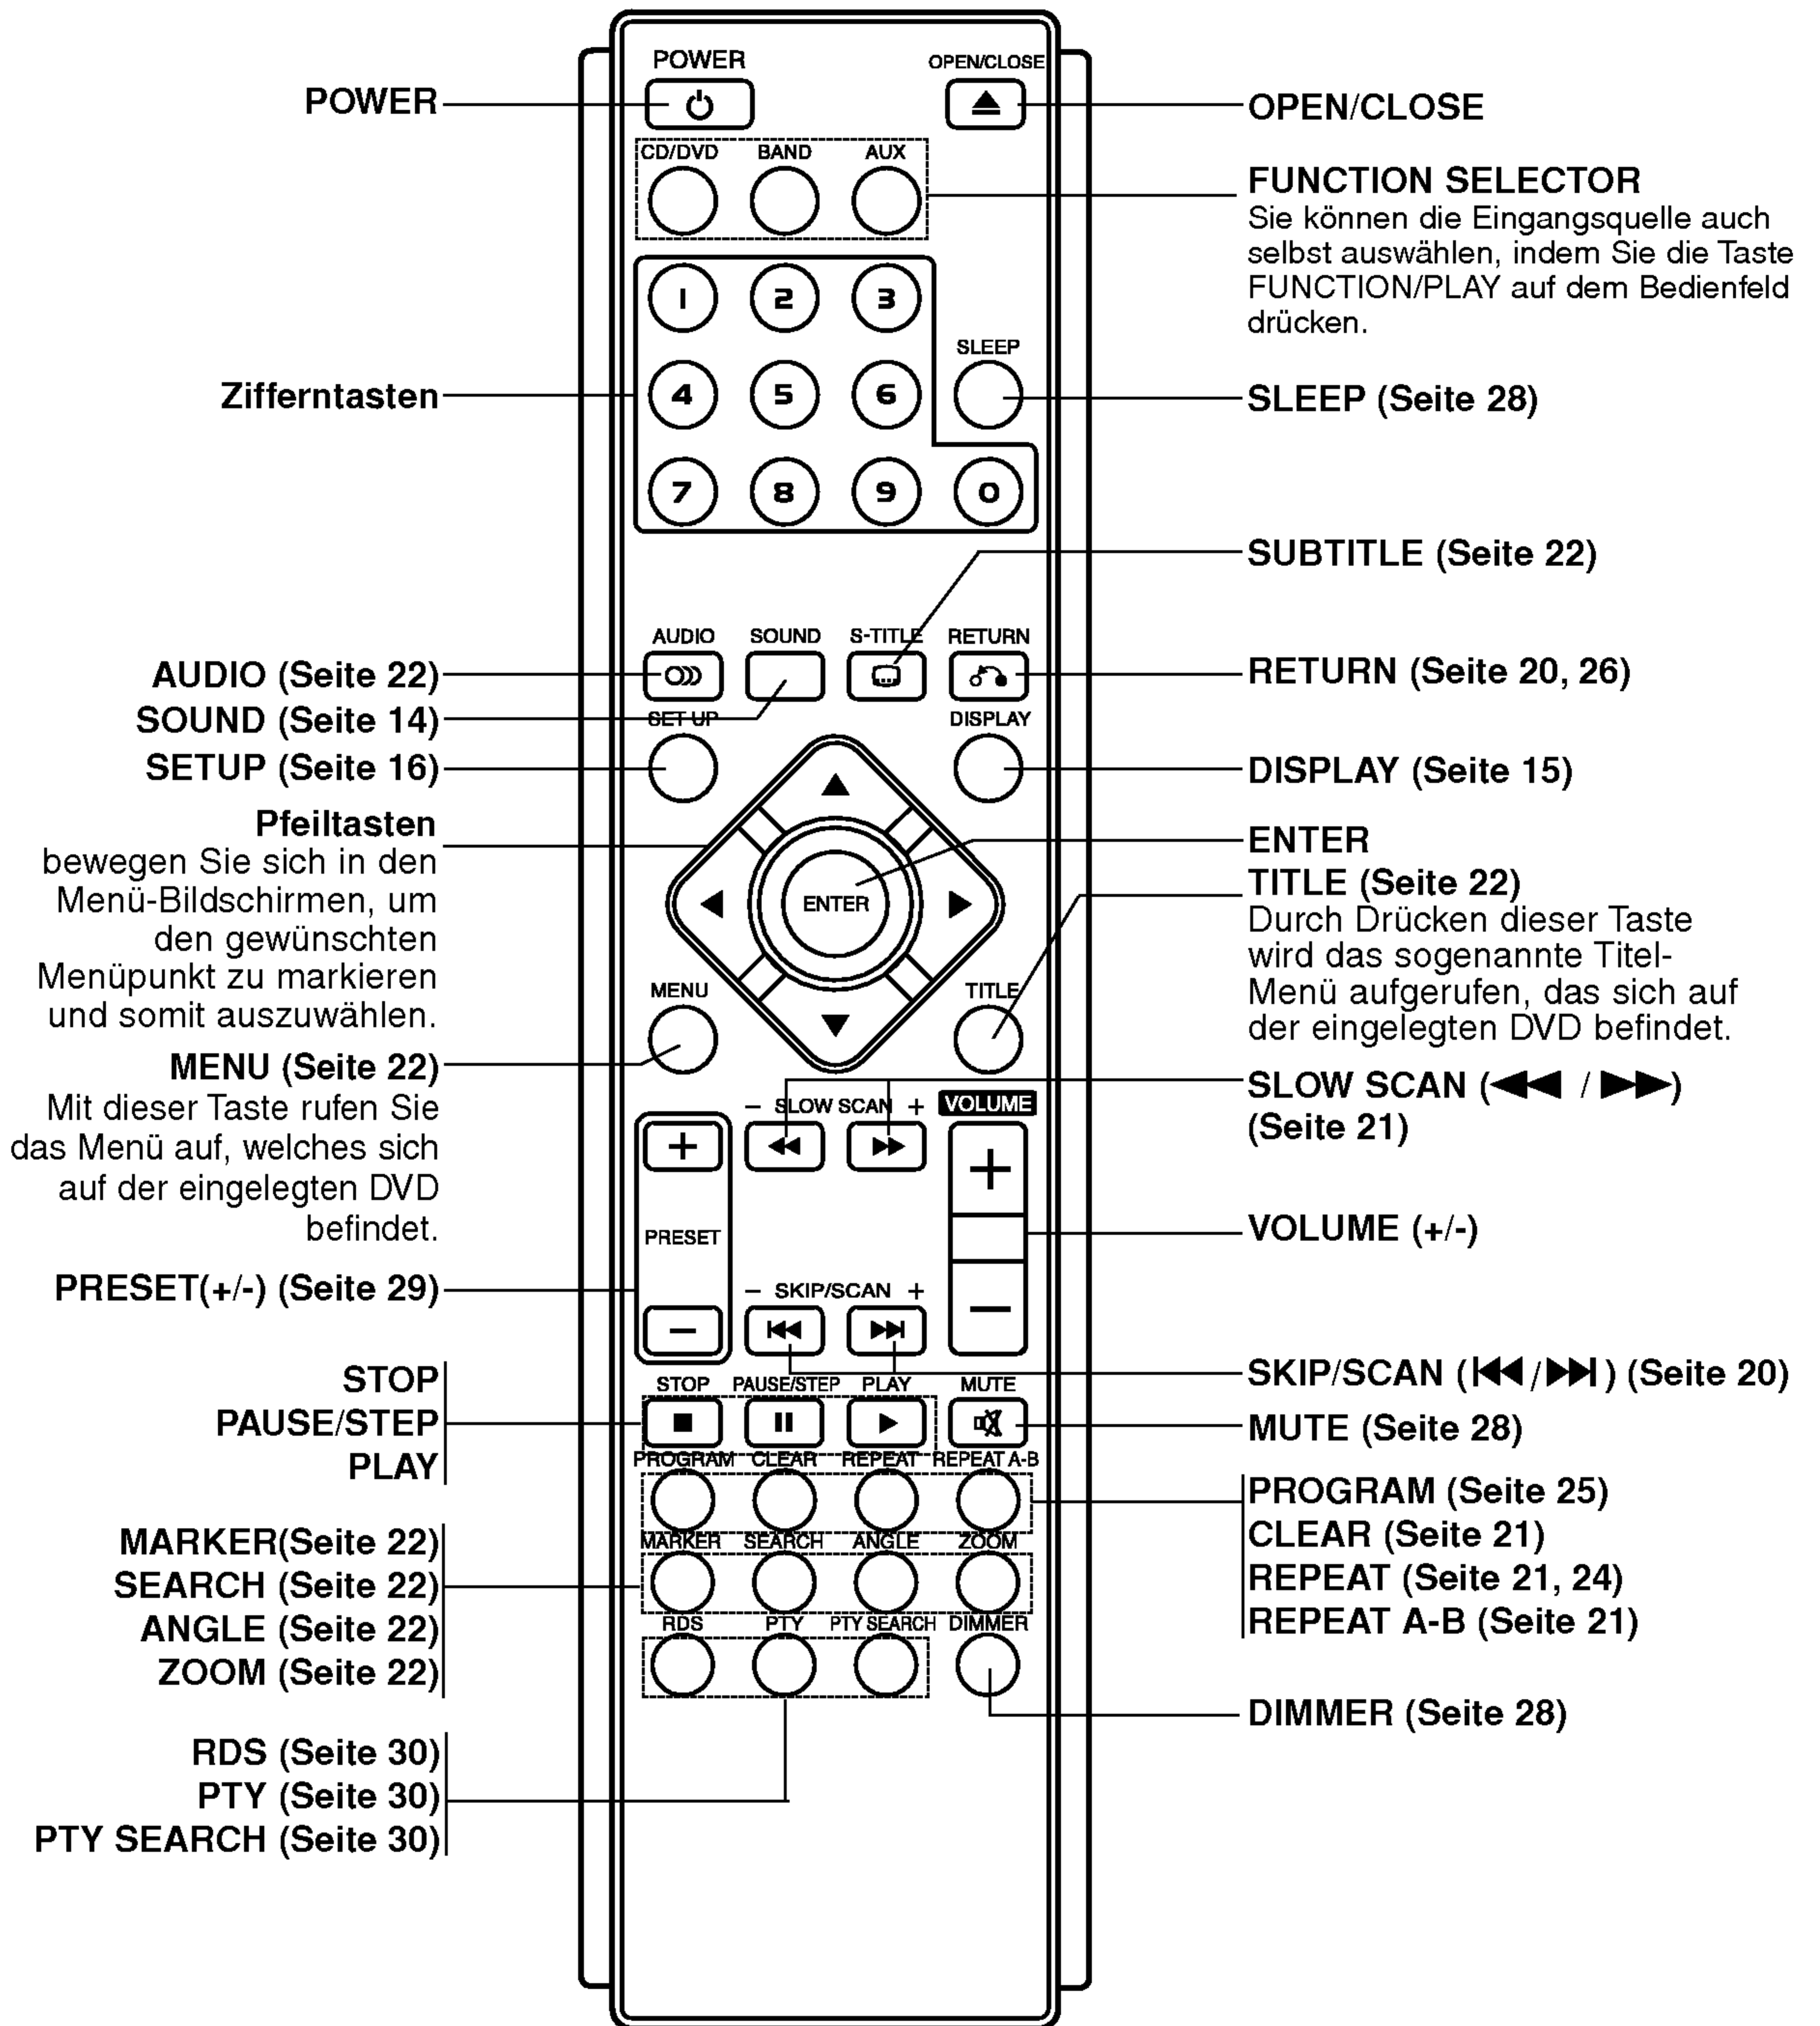 POWER
OPEN/CLOSE
POWER
OPEN/CLOSE
CD/DVD BAND AUX
FUNCTION SELECTOR
Sie können die Eingangsquelle auch
selbst auswählen, indem Sie die Taste
FUNCTION/PLAY auf dem Bedienfeld
drücken.
1 2 3
SLEEP
Zifferntasten
4 5 6
SLEEP (Seite 28)
7 8 9 0
SUBTITLE (Seite 22)
AUDIO SOUND S-TITLE RETURN
AUDIO (Seite 22)
RETURN (Seite 20, 26)
SOUND (Seite 14)
SET UP
DISPLAY
SETUP (Seite 16)
DISPLAY (Seite 15)
Pfeiltasten
bewegen Sie sich in den
Menü-Bildschirmen, um
den gewünschten
Menüpunkt zu markieren
und somit auszuwählen.
ENTER
ENTER
TITLE (Seite 22)
Durch Drücken dieser Taste
wird das sogenannte Titel-
Menü aufgerufen, das sich auf
der eingelegten DVD befindet.
MENU
TITLE
MENU (Seite 22)
Mit dieser Taste rufen Sie
das Menü auf, welches sich
auf der eingelegten DVD
befindet.
SLOW SCAN (◀◀ / ▶▶)
(Seite 21)
– SLOW SCAN +
VOLUME
+
+
PRESET
VOLUME (+/-)
PRESET(+/-) (Seite 29)
– SKIP/SCAN +
–
–
SKIP/SCAN (|◀◀/▶▶|) (Seite 20)
STOP
PAUSE/STEP
PLAY
STOP PAUSE/STEP PLAY MUTE
MUTE (Seite 28)
PROGRAM CLEAR REPEAT REPEAT A-B
PROGRAM (Seite 25)
CLEAR (Seite 21)
REPEAT (Seite 21, 24)
REPEAT A-B (Seite 21)
MARKER(Seite 22)
SEARCH (Seite 22)
ANGLE (Seite 22)
ZOOM (Seite 22)
MARKER SEARCH ANGLE ZOOM
RDS PTY PTY SEARCH DIMMER
DIMMER (Seite 28)
RDS (Seite 30)
PTY (Seite 30)
PTY SEARCH (Seite 30)